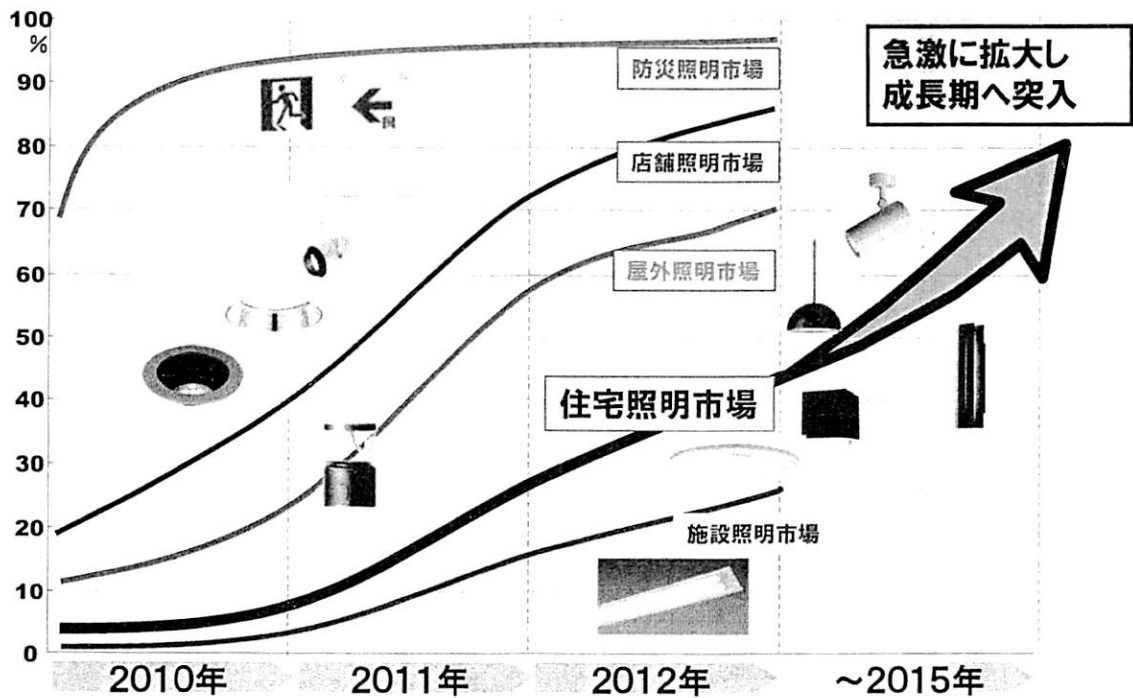 100
%
90
80
70
60
50
40
30
20
10
0
防災照明市場
店舗照明市場
屋外照明市場
住宅照明市場
施設照明市場
急激に拡大し
成長期へ突入
2010年
2011年
2012年
～2015年